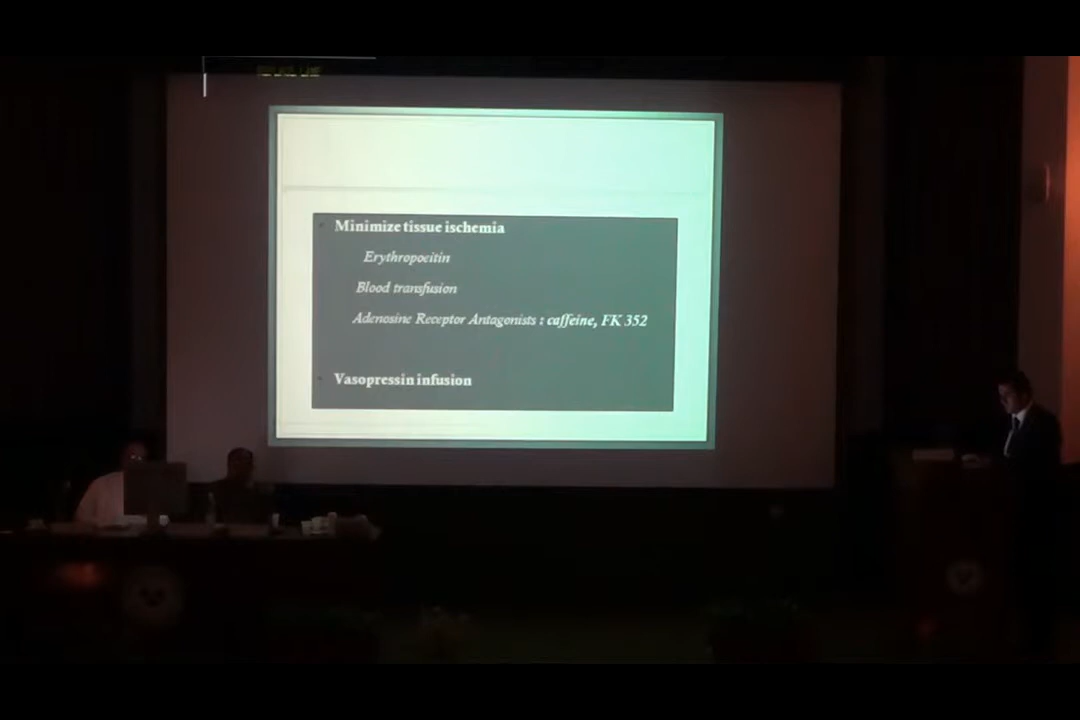 Minimize tissue ischemia
Erythropoeitin
Blood transfusion
Adenosine Receptor Antagonists : caffeine, FK 352
Vasopressin infusion